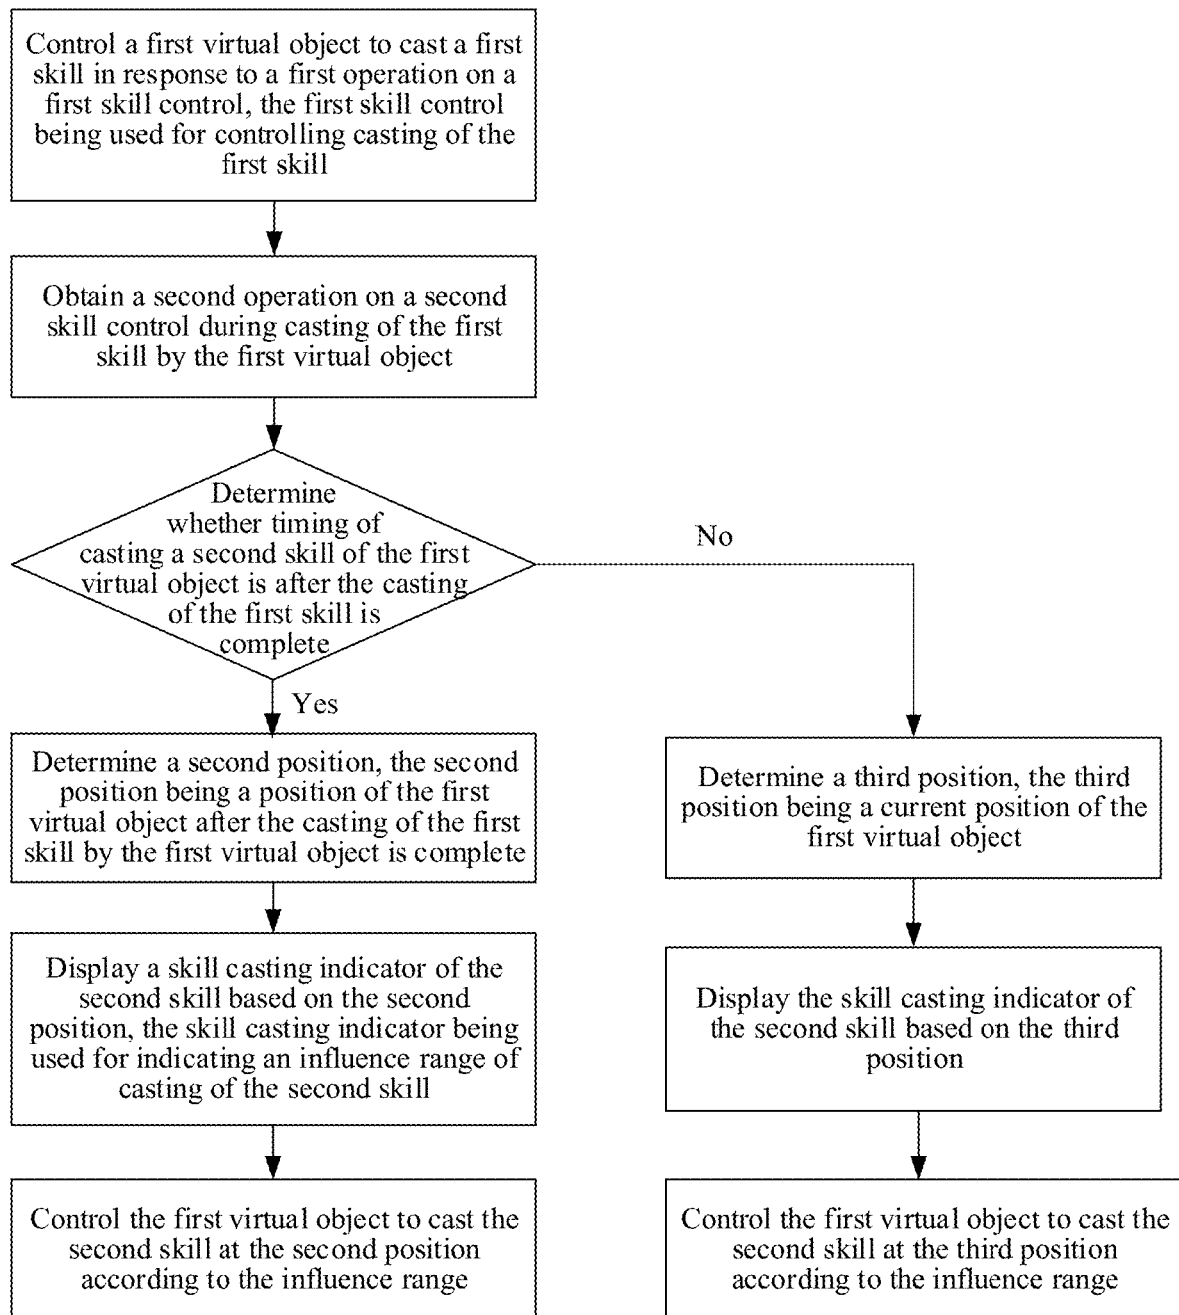 Control a first virtual object to cast a first
skill in response to a first operation on a
first skill control, the first skill control
being used for controlling casting of the
first skill
Obtain a second operation on a second
skill control during casting of the first
skill by the first virtual object
Determine
whether timing of
casting a second skill of the first
virtual object is after the casting
of the first skill is
complete
No
Yes
Determine a second position, the second
position being a position of the first
virtual object after the casting of the first
skill by the first virtual object is complete
Display a skill casting indicator of the
second skill based on the second
position, the skill casting indicator being
used for indicating an influence range of
casting of the second skill
Control the first virtual object to cast the
second skill at the second position
according to the influence range
Determine a third position, the third
position being a current position of the
first virtual object
Display the skill casting indicator of
the second skill based on the third
position
Control the first virtual object to cast the
second skill at the third position
according to the influence range